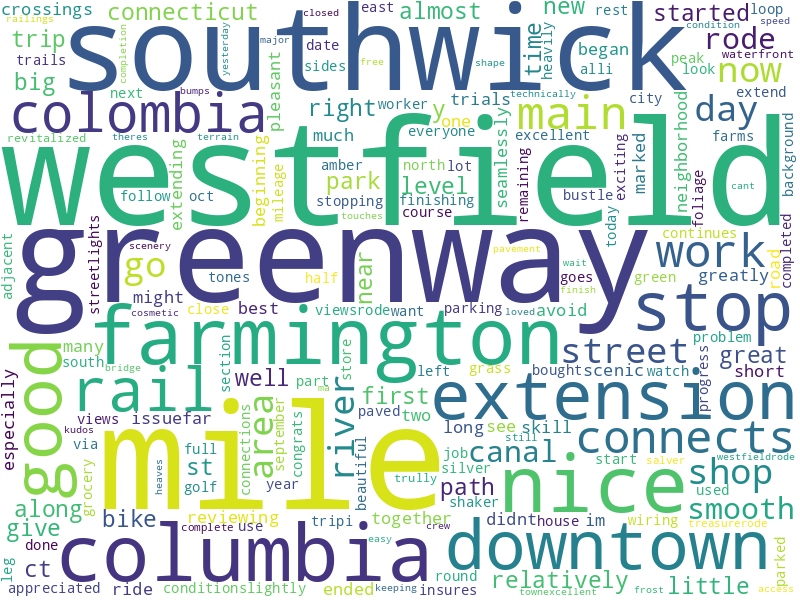 crossings connecticut southwick almost new started loop
railings closed east rest condition speed
trip date sides began rode waterfront
trails completion yesterday major free shape heavily time peak look now
big next bumps pleasant technically alli city extend
colombia right worker y trials main day
revitalized theres terrain much everyone one excellent farms
westfield
extending beginning mileage amber north lot seamlessly remaining exciting marked neighborhood foliage cant background
follow oct park level bustle
stopping finishing
adjacent streetlights touches course today completed
greenway
scenery pavement continues work road
go tones half near wait goes green greatly
might finish stop
cosmetic close best viewsrode want parking loved avoid
farmington problem
many street great
south bridge section store left grass boughtscenic watch progress short
good rail well part ma first extension
especially views issuefar river paved two
kudos area september long see skill connects
via full connections congrats beautiful canal start still westfieldrode
grocery heaves st golf year job silver salver shop
mile nice
path used smooth
along reviewing shaker
give bike together didnt house im wiring treasurerode
done columbia complete use tripi crew downtown parked
ct easy round relatively
leg appreciated ride conditionslightly ended keeping insures townexcellent frost little access